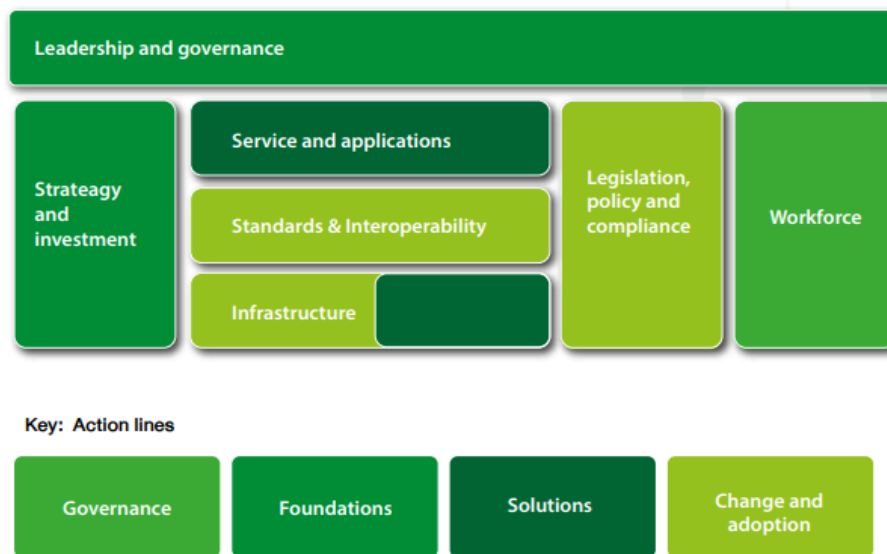 Leadership and governance
Strateagy
and
investment
Service and applications
Standards & Interoperability
Infrastructure
Legislation,
policy and
compliance
Workforce
Key: Action lines
Governance
Foundations
Solutions
Change and
adoption